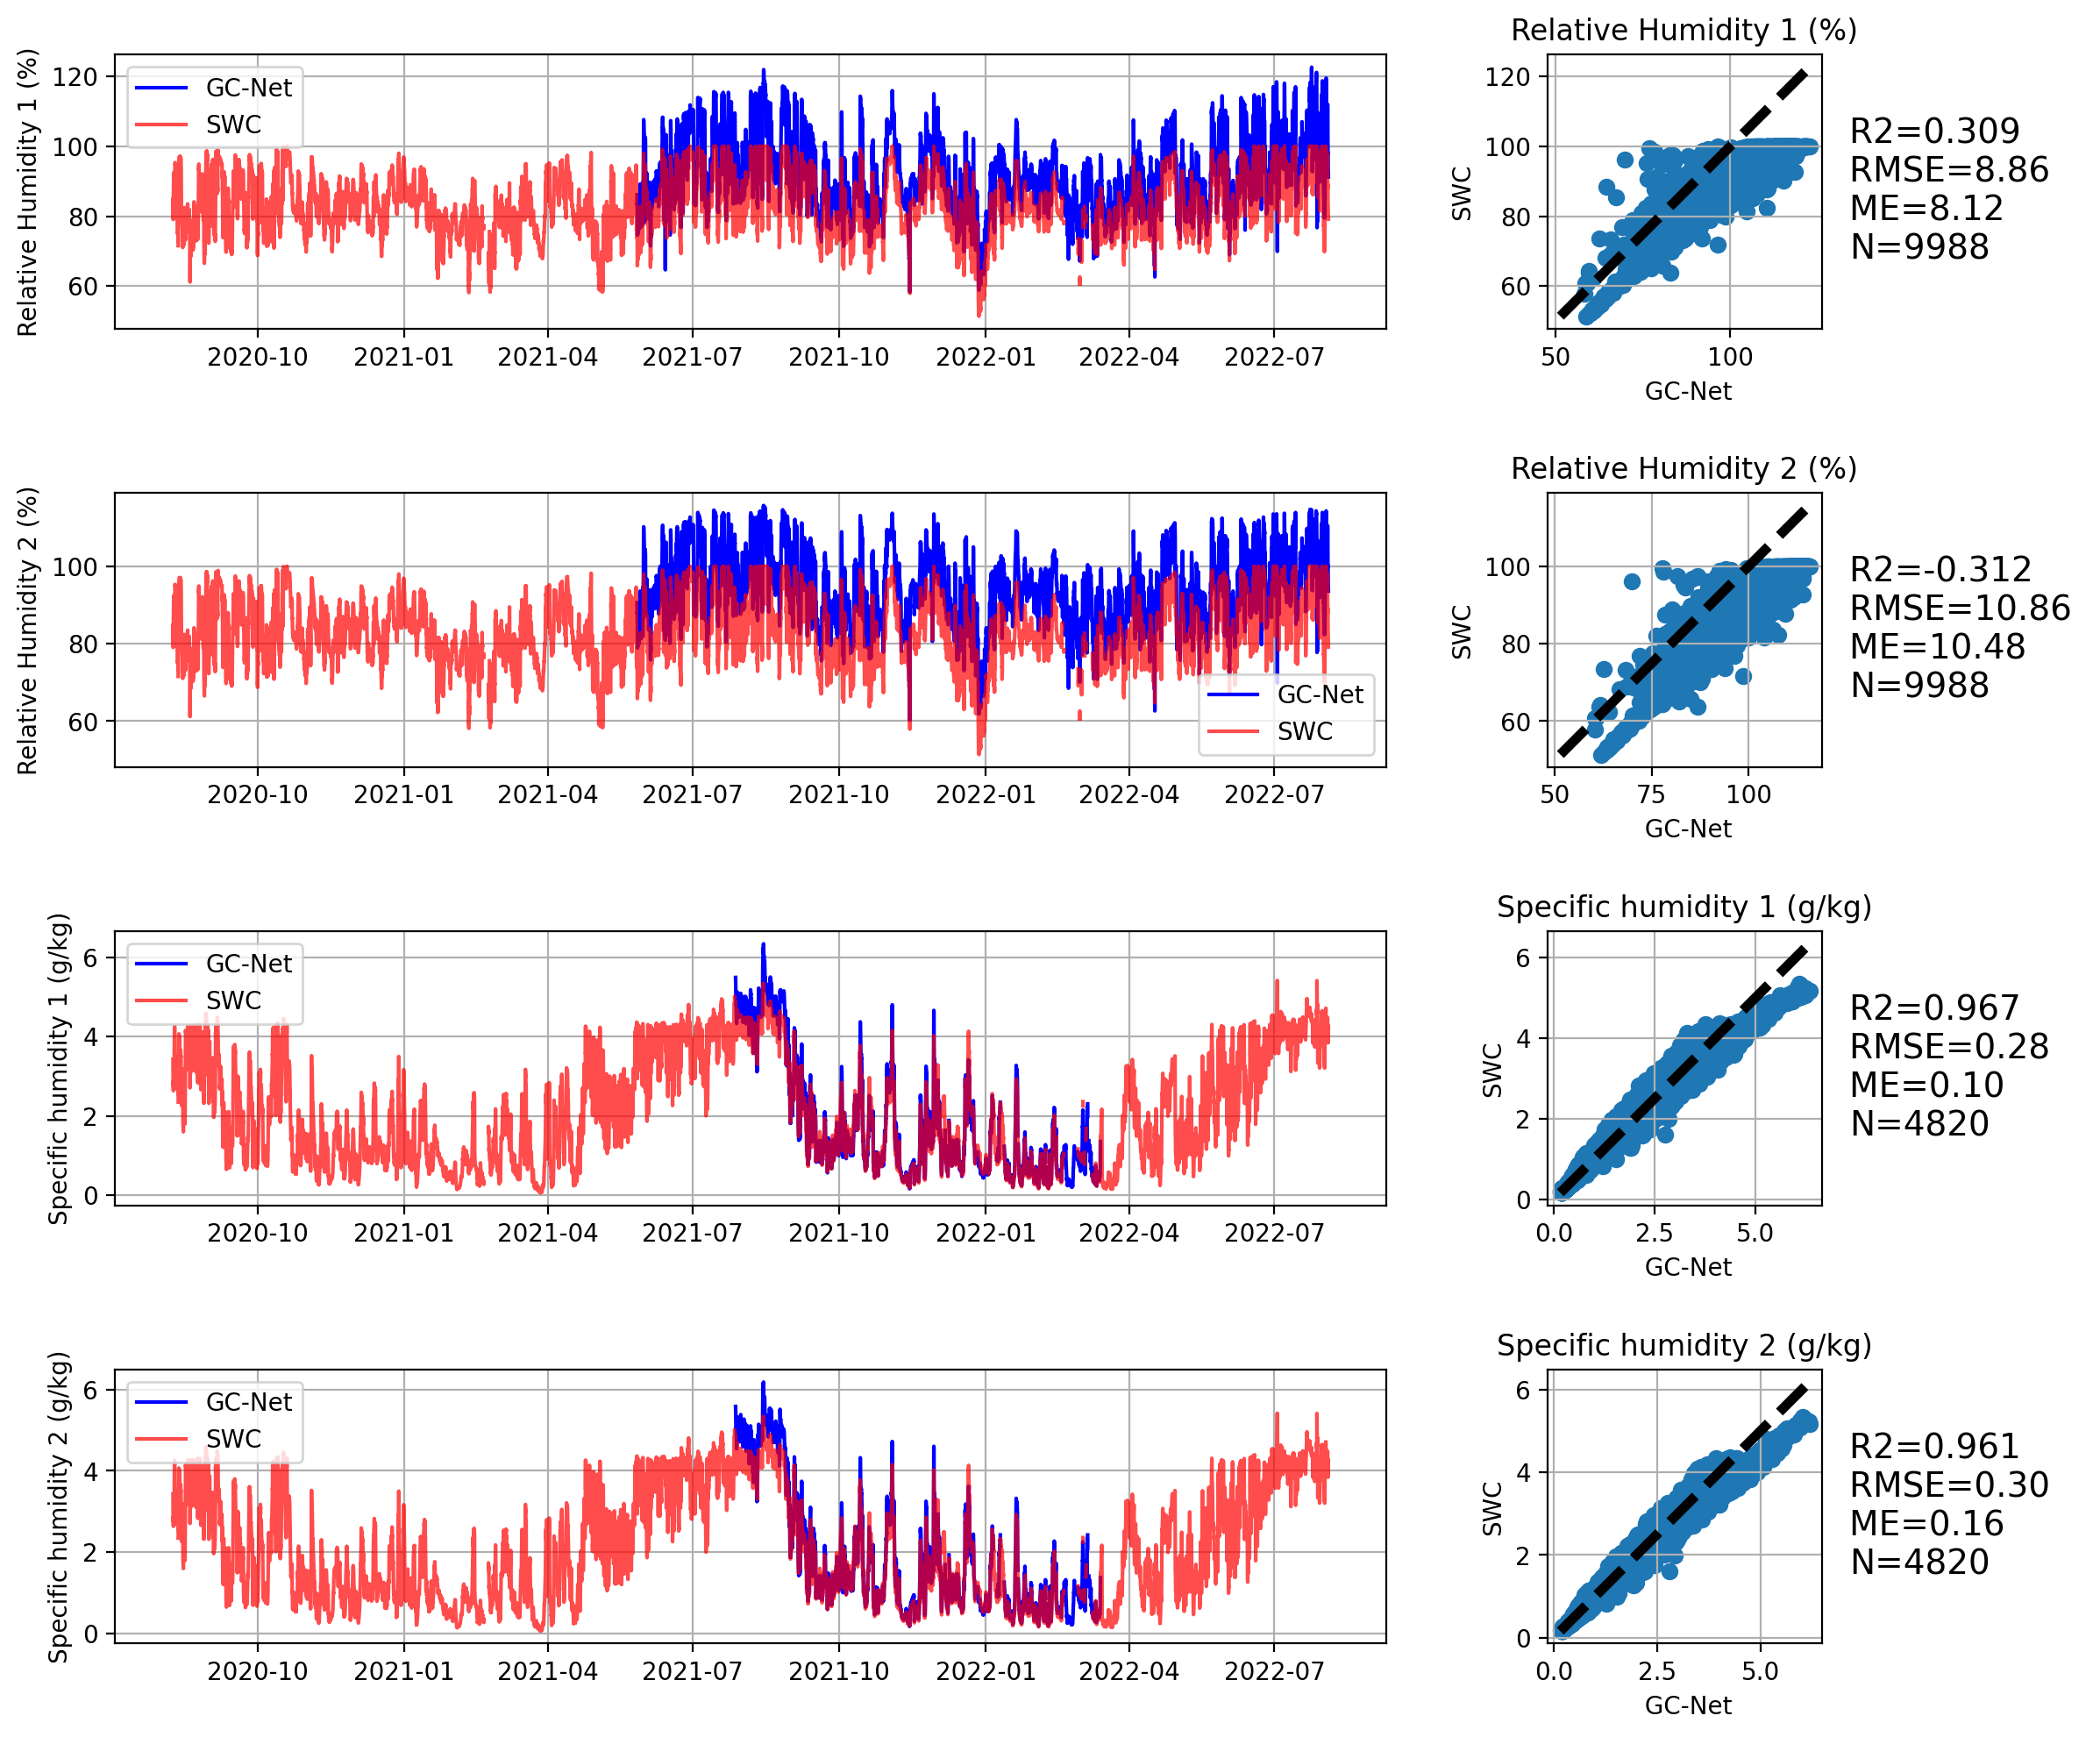 Relative Humidity 1 (%)
120
100
80
60
GC-Net
SWC
2020-10 2021-01 2021-04 2021-07 2021-10 2022-01 2022-04 2022-07
Relative Humidity 1 (%)
SWC
120
100
80
60
50 100
GC-Net
R2=0.309
RMSE=8.86
ME=8.12
N=9988
Relative Humidity 2 (%)
100
80
60
GC-Net
SWC
2020-10 2021-01 2021-04 2021-07 2021-10 2022-01 2022-04 2022-07
Relative Humidity 2 (%)
SWC
100
80
60
50 75 100
GC-Net
R2=-0.312
RMSE=10.86
ME=10.48
N=9988
Specific humidity 1 (g/kg)
6
4
2
0
GC-Net
SWC
2020-10 2021-01 2021-04 2021-07 2021-10 2022-01 2022-04 2022-07
Specific humidity 1 (g/kg)
SWC
6
4
2
0
0.0 2.5 5.0
GC-Net
R2=0.967
RMSE=0.28
ME=0.10
N=4820
Specific humidity 2 (g/kg)
6
4
2
0
GC-Net
SWC
2020-10 2021-01 2021-04 2021-07 2021-10 2022-01 2022-04 2022-07
Specific humidity 2 (g/kg)
SWC
6
4
2
0
0.0 2.5 5.0
GC-Net
R2=0.961
RMSE=0.30
ME=0.16
N=4820